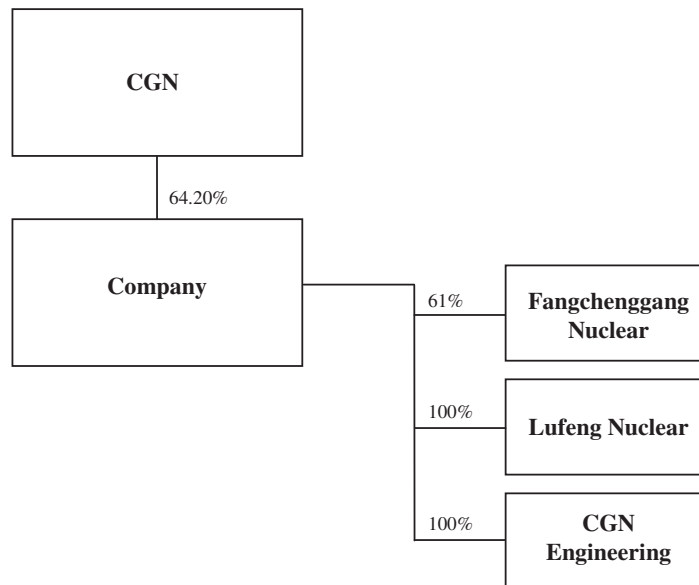 CGN
64.20%
Company
61%
Fangchenggang
Nuclear
100%
Lufeng Nuclear
100%
CGN
Engineering